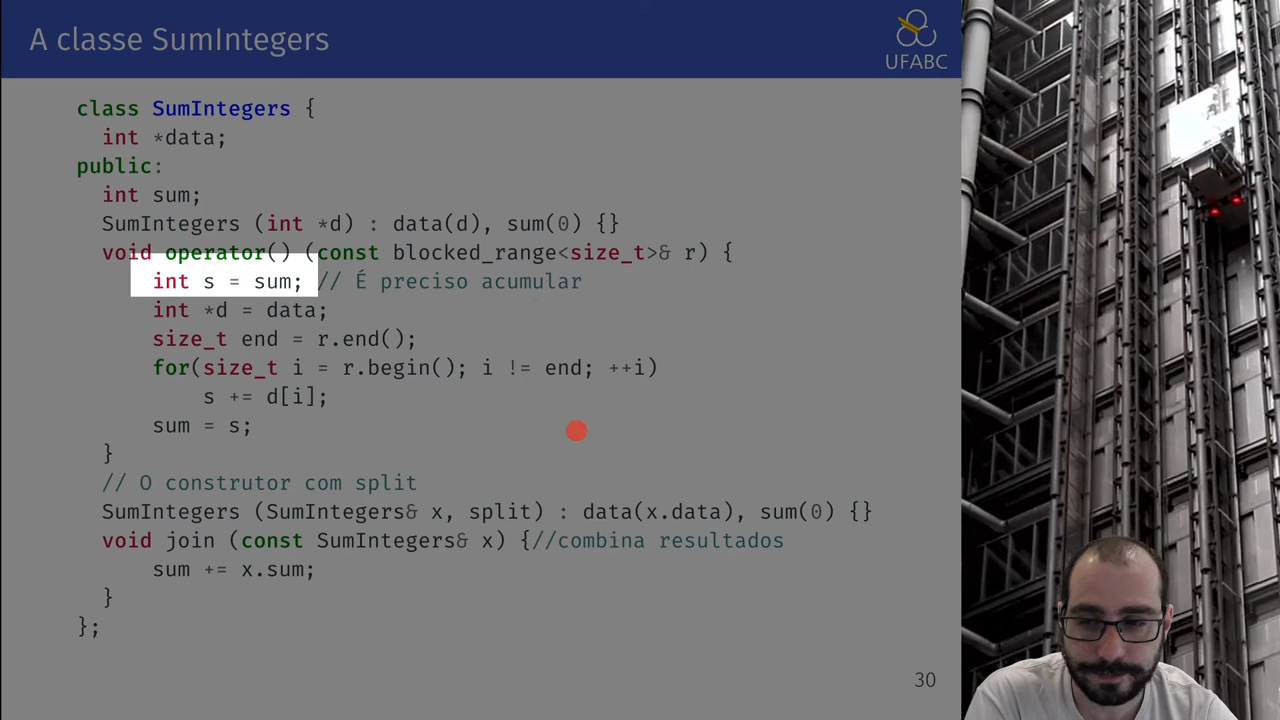 A classe SumIntegers
UFABC
class SumIntegers {
int *data;
public:
int sum;
SumIntegers (int *d) : data(d), sum(0) {}
void operator() (const blocked_range<size_t>& r) {
int s = sum; // É preciso acumular
int *d = data;
size_t end = r.end();
for(size_t i = r.begin(); i != end; ++i)
s += d[i];
sum = s;
}
// O construtor com split
SumIntegers (SumIntegers& x, split) : data(x.data), sum(0) {}
void join (const SumIntegers& x) {//combina resultados
sum += x.sum;
}
};
30